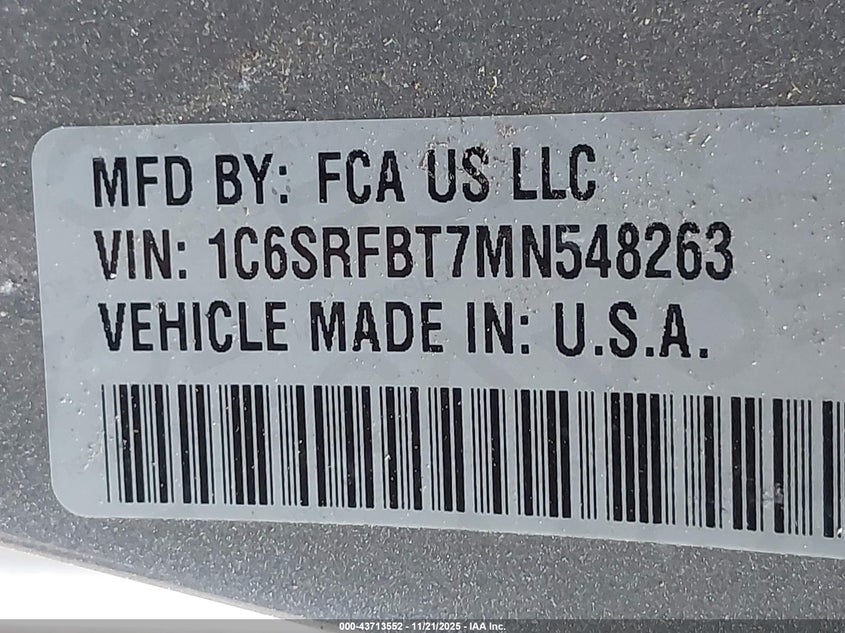 MFD BY: FCA US LLC
VIN: 1C6SRFBT7MN548263
VEHICLE MADE IN: U.S.A.
000-43713552 - 11/21/2025 - IAA Inc.